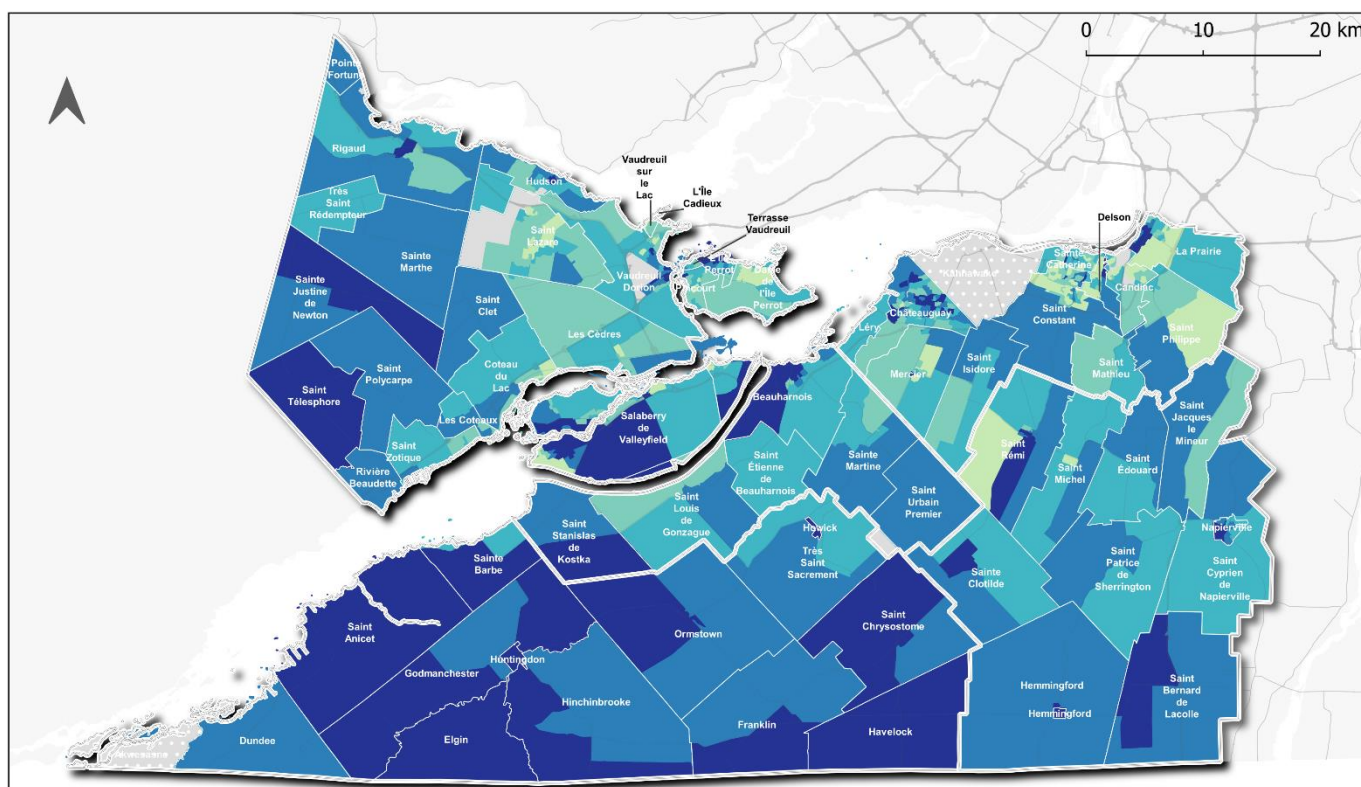 0 10 20 km
Pointe
Fortune
Rigaud
Très
Saint
Rédempteur
Sainte
Marthe
Sainte
Justine
de
Newton
Saint
Clet
Saint
Polycarpe
Saint
Télesphore
Coteau
du
Lac
Les Coteaux
Saint
Zotique
Rivière
Beaudette
Hudson
Saint
Lazare
Vaudreuil
sur
le
Lac
L'Île
Cadieux
Terrasse
Vaudreuil
Vaudreuil
Dorion
Perrot
de
l'Île
Perrot
Les Cèdres
Salaberry
de
Valleyfield
Beauharnois
Saint
Étienne
de
Beauharnois
Sainte
Martine
Saint
Urbain
Premier
Saint
Louis
de
Gonzague
Saint
Stanislas
de
Kostka
Kahnawake
Châteauguay
Léry
Mercier
Saint
Isidore
Delson
Sainte
Catherine
La Prairie
Candiac
Saint
Constant
Saint
Philippe
Saint
Mathieu
Saint
Jacques
le
Mineur
Saint
Rémi
Saint
Michel
Saint
Édouard
Napierville
Saint
Cyprien
de
Napierville
Saint
Patrice
de
Sherrington
Sainte
Clotilde
Howick
Très
Saint
Sacrement
Sainte
Barbe
Saint
Anicet
Godmanchester
Huntingdon
Ormstown
Saint
Chrysostome
Hinchinbrooke
Franklin
Havelock
Elgin
Dundee
Akwesasne
Hemmingford
Hemmingford
Saint
Bernard
de
Lacolle